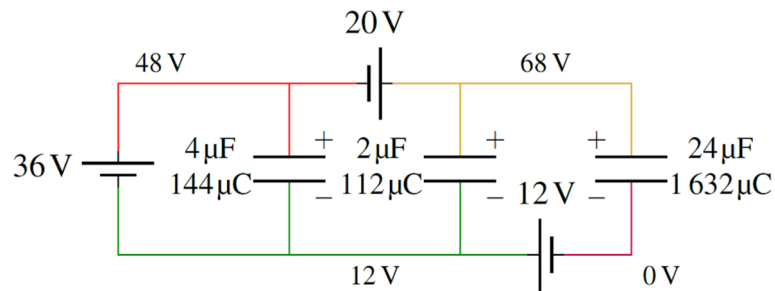 20 V
48 V
68 V
+
+
+
4 µF
2 µF
24 µF
36 V
144 µC
112 µC
1 632 µC
−
−
12 V
−
12 V
0 V